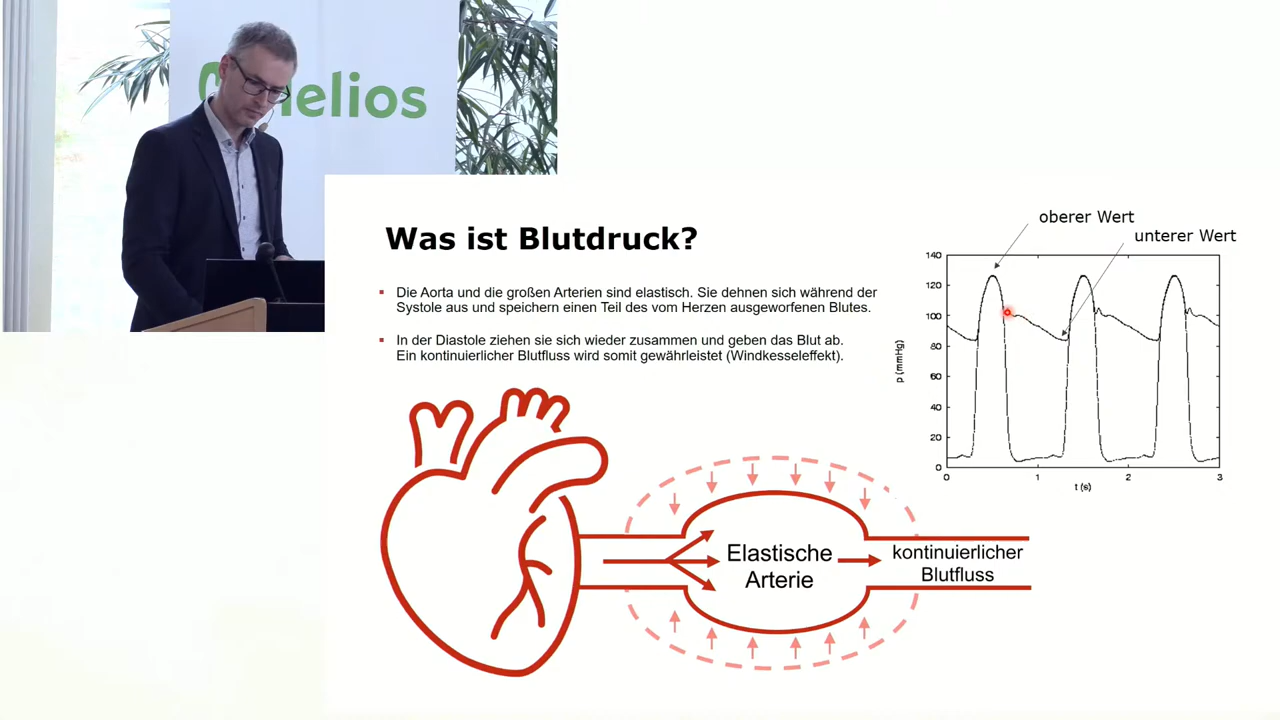 helios
Was ist Blutdruck?
▪ Die Aorta und die großen Arterien sind elastisch. Sie dehnen sich während der
Systole aus und speichern einen Teil des vom Herzen ausgeworfenen Blutes.
▪ In der Diastole ziehen sie sich wieder zusammen und geben das Blut ab.
Ein kontinuierlicher Blutfluss wird somit gewährleistet (Windkesseleffekt).
oberer Wert
unterer Wert
140
120
100
80
60
40
20
0
p (mmHg)
0 1 2 3
t (s)
Elastische
Arterie
kontinuierlicher
Blutfluss